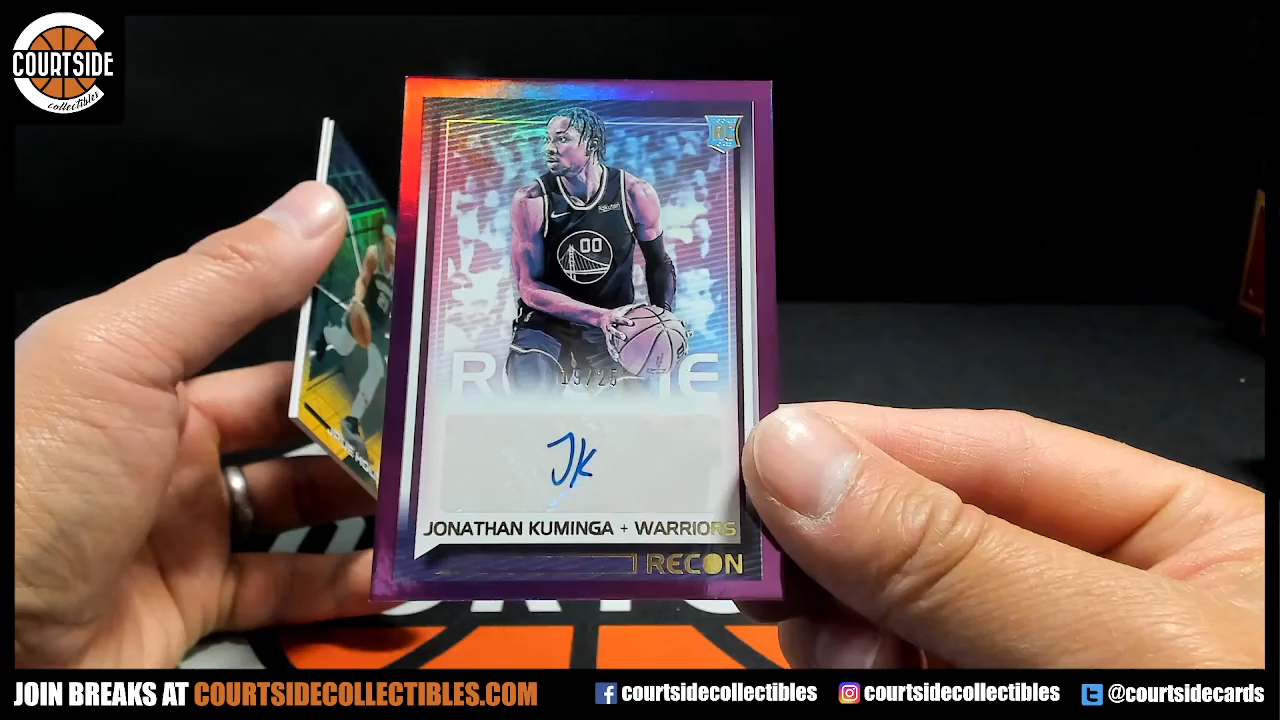 COURTSIDE
collectibles
RC
Rakuten
00
19/25
JK
JONATHAN KUMINGA + WARRIORS
RECON
JOIN BREAKS AT COURTSIDECOLLECTIBLES.COM
courtsidecollectibles
courtsidecollectibles
@courtsidecards